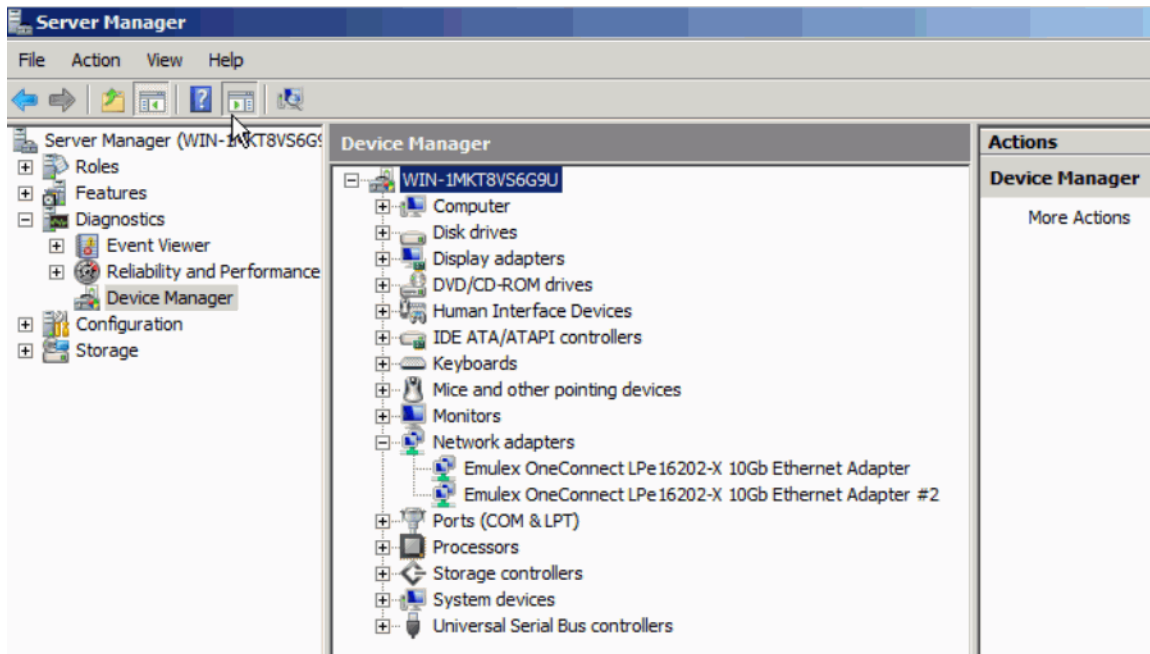 Server Manager
File Action View Help
Server Manager (WIN-1MKT8VS6G9
Roles
Features
Diagnostics
Event Viewer
Reliability and Performance
Device Manager
Configuration
Storage
Device Manager
WIN-1MKT8VS6G9U
Computer
Disk drives
Display adapters
DVD/CD-ROM drives
Human Interface Devices
IDE ATA/ATAPI controllers
Keyboards
Mice and other pointing devices
Monitors
Network adapters
Emulex OneConnect LPe16202-X 10Gb Ethernet Adapter
Emulex OneConnect LPe16202-X 10Gb Ethernet Adapter #2
Ports (COM & LPT)
Processors
Storage controllers
System devices
Universal Serial Bus controllers
Actions
Device Manager
More Actions